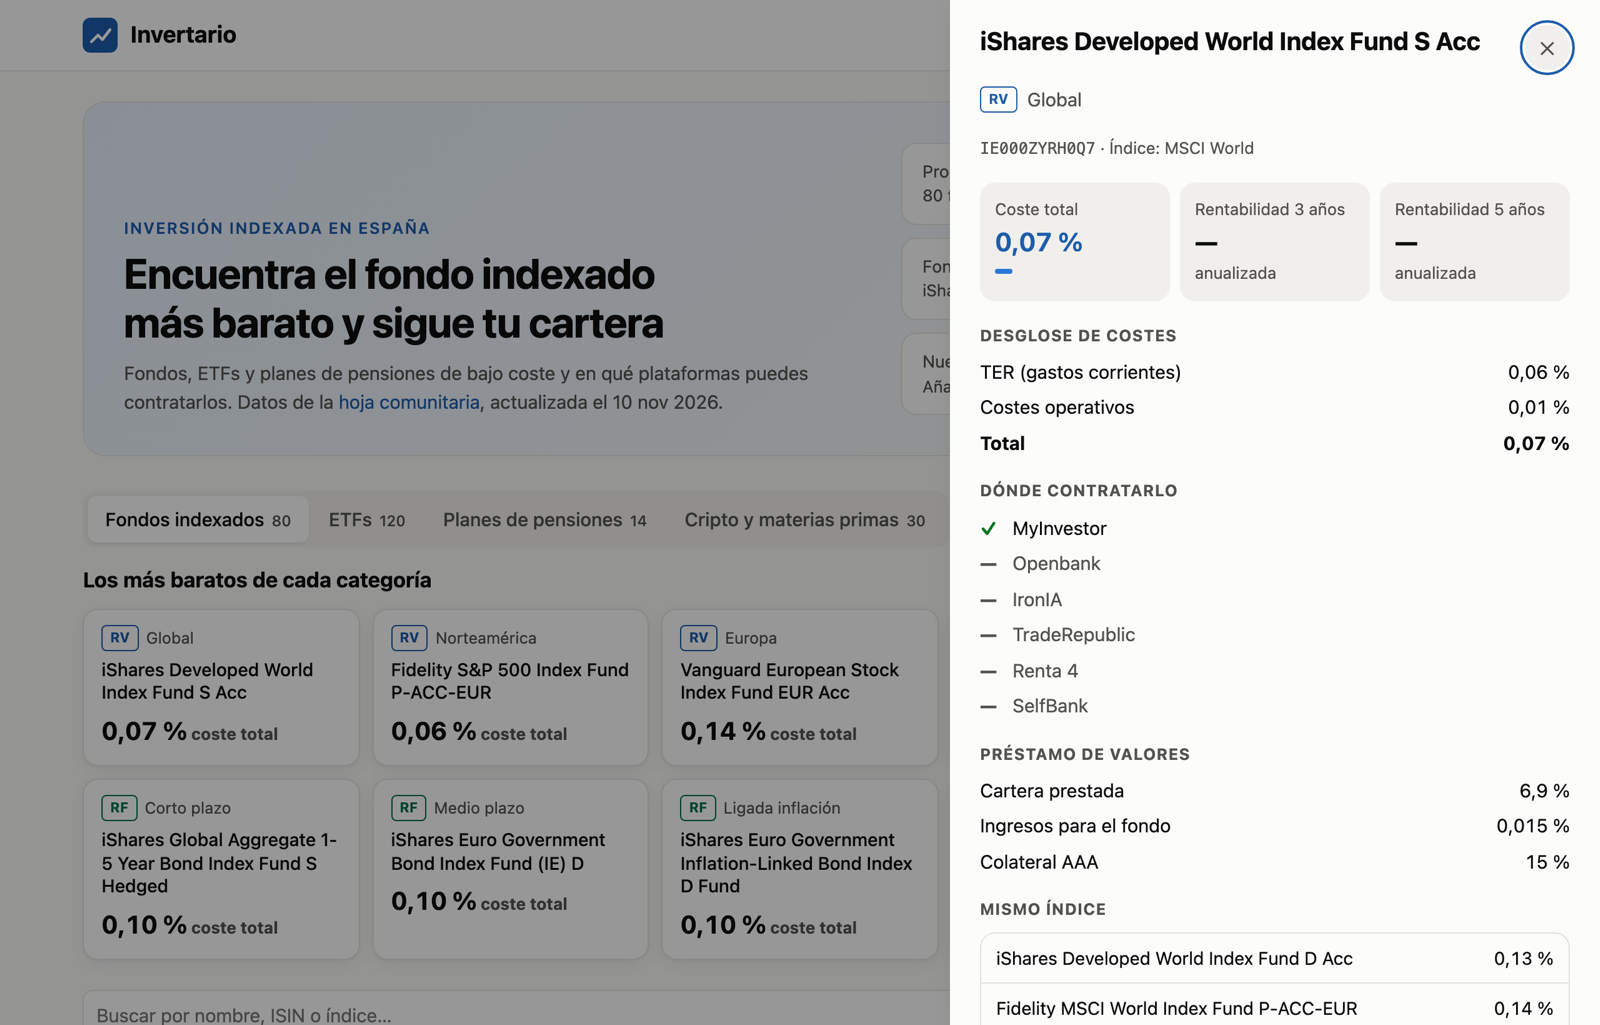 Invertario
INVERSIÓN INDEXADA EN ESPAÑA
Encuentra el fondo indexado
más barato y sigue tu cartera
Fondos, ETFs y planes de pensiones de bajo coste y en qué plataformas puedes
contratarlos. Datos de la hoja comunitaria, actualizada el 10 nov 2026.
Fondos indexados 80
ETFs 120
Planes de pensiones 14
Cripto y materias primas 30
Los más baratos de cada categoría
RV Global
iShares Developed World
Index Fund S Acc
0,07 % coste total
RV Norteamérica
Fidelity S&P 500 Index Fund
P-ACC-EUR
0,06 % coste total
RV Europa
Vanguard European Stock
Index Fund EUR Acc
0,14 % coste total
RF Corto plazo
iShares Global Aggregate 1-
5 Year Bond Index Fund S
Hedged
0,10 % coste total
RF Medio plazo
iShares Euro Government
Bond Index Fund (IE) D
0,10 % coste total
RF Ligada inflación
iShares Euro Government
Inflation-Linked Bond Index
D Fund
0,10 % coste total
Buscar por nombre, ISIN o índice...
iShares Developed World Index Fund S Acc
RV Global
IE000ZYRH0Q7 · Índice: MSCI World
Coste total
0,07 %
Rentabilidad 3 años
—
anualizada
Rentabilidad 5 años
—
anualizada
DESGLOSE DE COSTES
TER (gastos corrientes) 0,06 %
Costes operativos 0,01 %
Total 0,07 %
DÓNDE CONTRATARLO
✓ MyInvestor
— Openbank
— IronIA
— TradeRepublic
— Renta 4
— SelfBank
PRÉSTAMO DE VALORES
Cartera prestada 6,9 %
Ingresos para el fondo 0,015 %
Colateral AAA 15 %
MISMO ÍNDICE
iShares Developed World Index Fund D Acc 0,13 %
Fidelity MSCI World Index Fund P-ACC-EUR 0,14 %